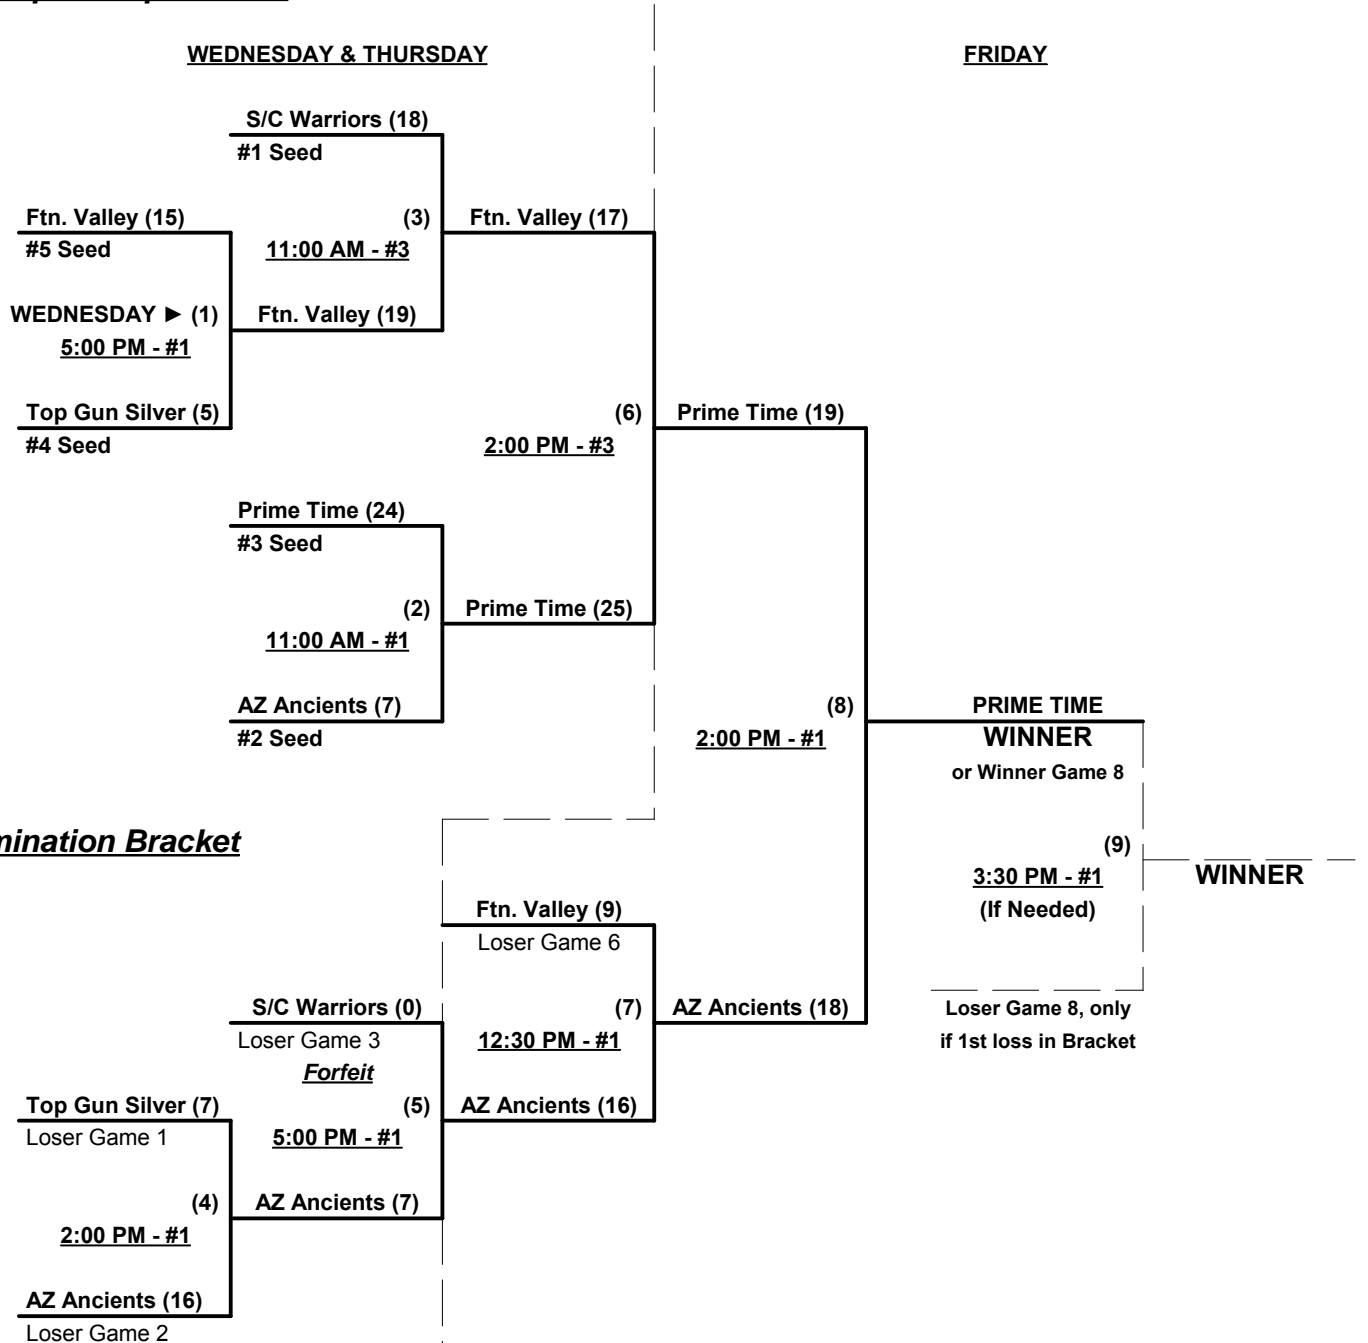 WEDNESDAY & THURSDAY
FRIDAY
S/C Warriors (18)
#1 Seed
Ftn. Valley (15)
(3)
Ftn. Valley (17)
#5 Seed
11:00 AM - #3
WEDNESDAY ► (1)
Ftn. Valley (19)
5:00 PM - #1
Top Gun Silver (5)
(6)
Prime Time (19)
#4 Seed
2:00 PM - #3
Prime Time (24)
#3 Seed
(2)
Prime Time (25)
11:00 AM - #1
AZ Ancients (7)
(8)
PRIME TIME
#2 Seed
2:00 PM - #1
WINNER
or Winner Game 8
Bracket
(9)
3:30 PM - #1
WINNER
(If Needed)
Ftn. Valley (9)
Loser Game 6
S/C Warriors (0)
(7)
AZ Ancients (18)
Loser Game 8, only
Loser Game 3
12:30 PM - #1
if 1st loss in Bracket
Forfeit
Top Gun Silver (7)
(5)
AZ Ancients (16)
Loser Game 1
5:00 PM - #1
(4)
AZ Ancients (7)
2:00 PM - #1
AZ Ancients (16)
Loser Game 2